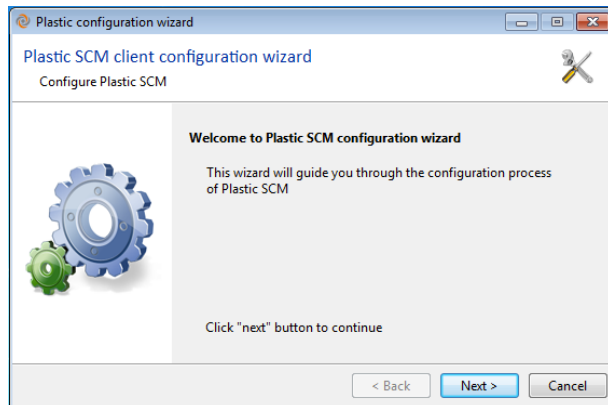 Plastic configuration wizard
Plastic SCM client configuration wizard
Configure Plastic SCM
Welcome to Plastic SCM configuration wizard
This wizard will guide you through the configuration process
of Plastic SCM
Click "next" button to continue
< Back
Next >
Cancel